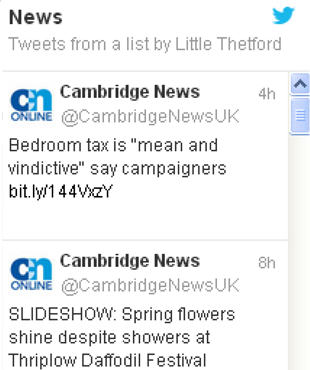 News
Tweets from a list by Little Thetford
Cambridge News 4h
cn ONLINE @CambridgeNewsUK
Bedroom tax is "mean and
vindictive" say campaigners
bit.ly/144VxzY
Cambridge News 8h
cn ONLINE @CambridgeNewsUK
SLIDESHOW: Spring flowers
shine despite showers at
Thriplow Daffodil Festival